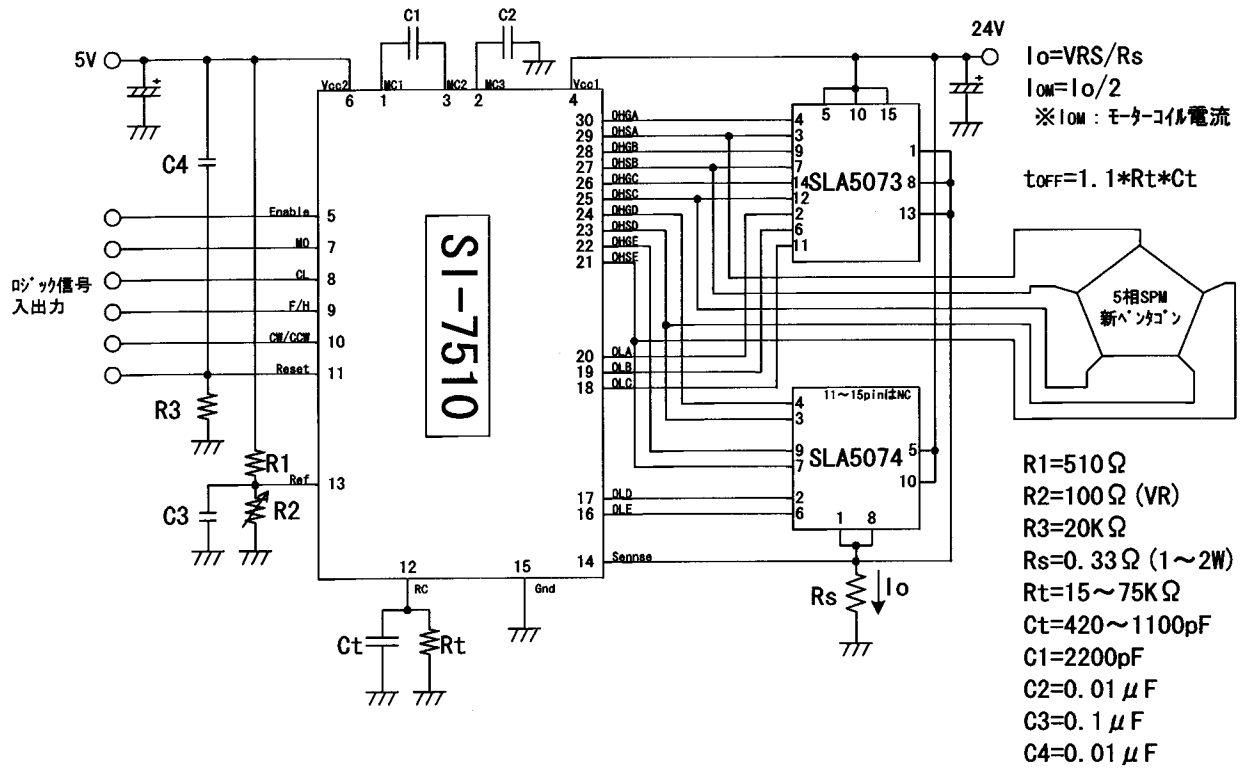 C1
C2
5V
24V
Io=VRS/Rs
IOM=Io/2
※IOM：モーターコイル電流
tOFF=1.1*Rt*Ct
Vcc2
MC1
MC2
MC3
Vcc1
6
1
3
2
4
C4
R3
R1
R2
C3
ロジック信号
入出力
Enable 5
MO 7
CL 8
F/H 9
CW/CCW 10
Reset 11
Ref 13
SI-7510
30 OHGA
29 OHSA
28 OHGB
27 OHSB
26 OHGC
25 OHSC
24 OHGD
23 OHSD
22 OHGE
21 OHSE
20 OLA
19 OLB
18 OLC
17 OLD
16 OLE
14 Sennse
12
RC
15
Gnd
Ct
Rt
5 10 15
4
3
9
7
14
12
2
6
11
SLA5073
1
8
13
11～15pinはNC
4
3
9
7
2
6
SLA5074
5
10
1 8
Rs
Io
5相SPM
新ペンタゴン
R1=510Ω
R2=100Ω (VR)
R3=20KΩ
Rs=0.33Ω (1～2W)
Rt=15～75KΩ
Ct=420～1100pF
C1=2200pF
C2=0.01μF
C3=0.1μF
C4=0.01μF